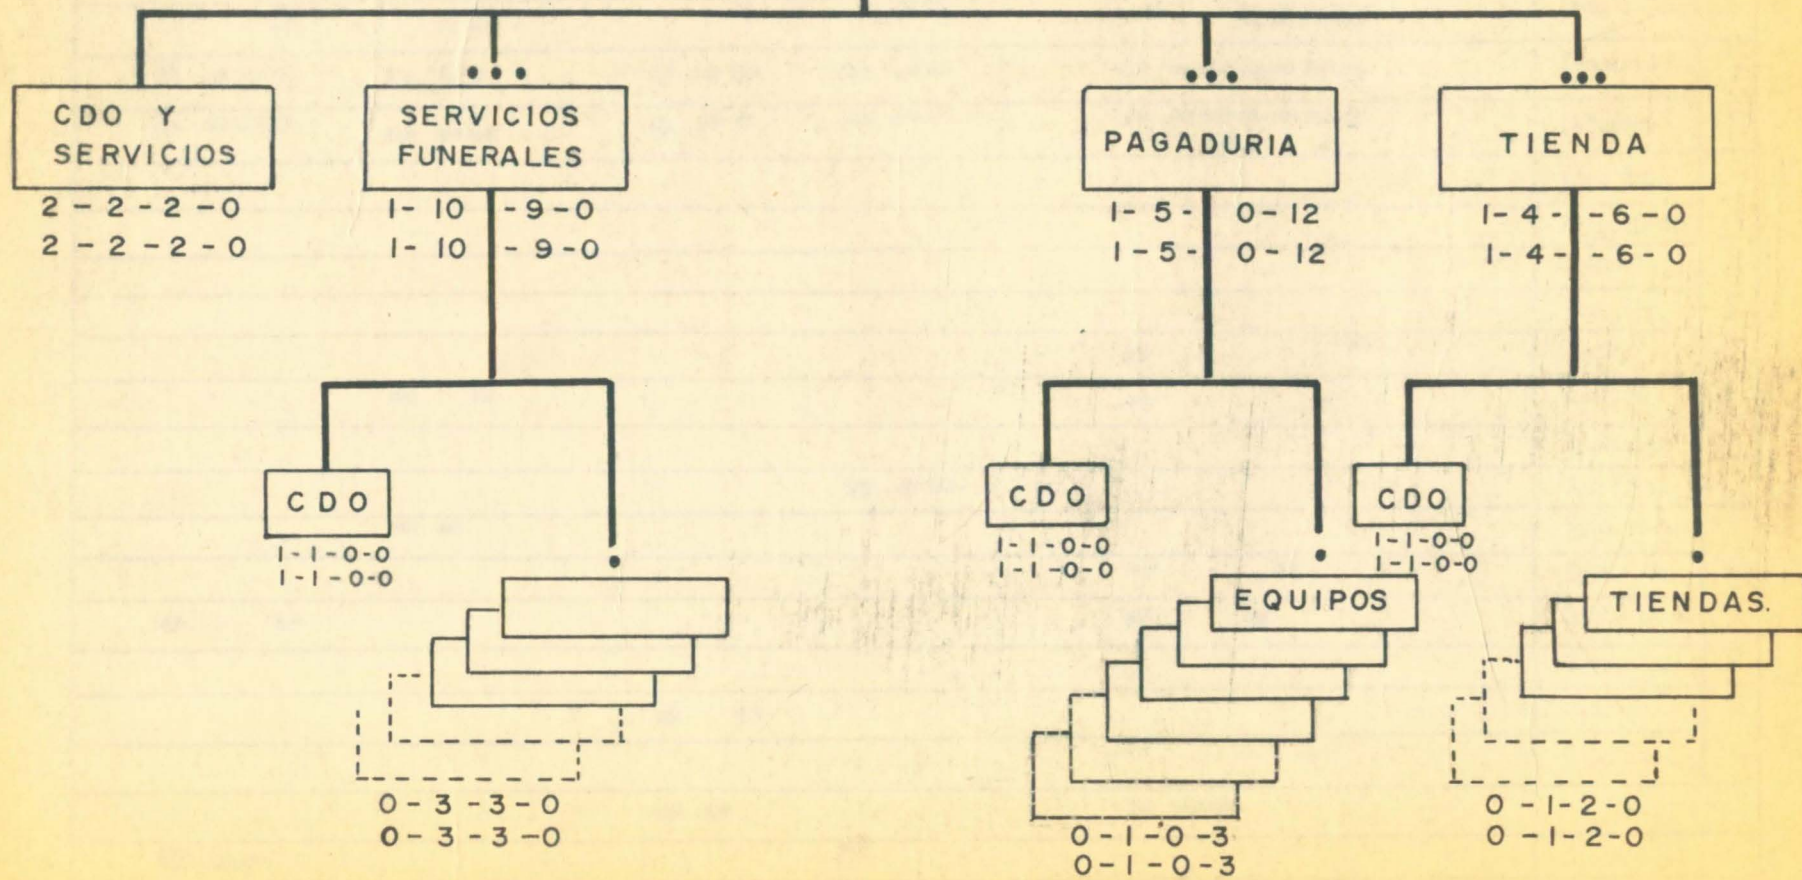 CDO Y
SERVICIOS
2-2-2-0
2-2-2-0
SERVICIOS
FUNERALES
1-10-9-0
1-10-9-0
PAGADURIA
1-5-0-12
1-5-0-12
TIENDA
1-4-6-0
1-4-6-0
CDO
1-1-0-0
1-1-0-0
0-3-3-0
0-3-3-0
CDO
1-1-0-0
1-1-0-0
EQUIPOS
0-1-0-3
0-1-0-3
CDO
1-1-0-0
1-1-0-0
TIENDAS.
0-1-2-0
0-1-2-0